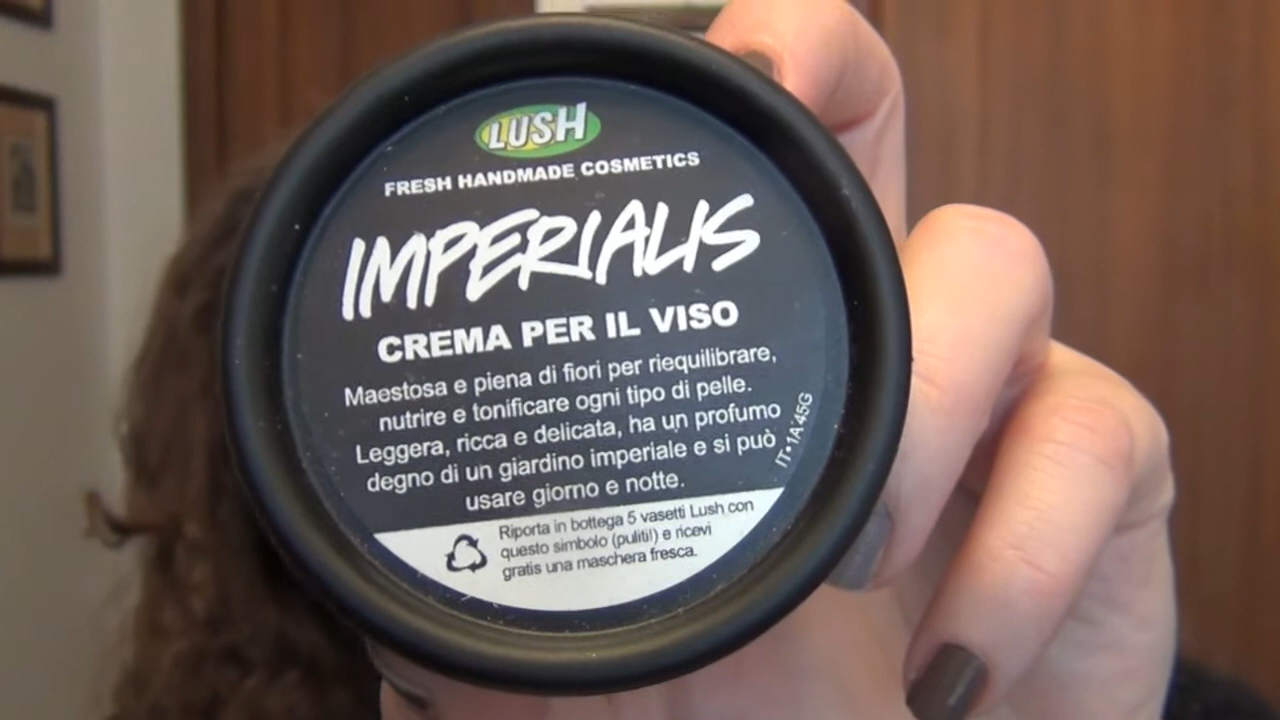 LUSH
FRESH HANDMADE COSMETICS
IMPERIALIS
CREMA PER IL VISO
Maestosa e piena di fiori per riequilibrare,
nutrire e tonificare ogni tipo di pelle.
Leggera, ricca e delicata, ha un profumo
degno di un giardino imperiale e si può
usare giorno e notte.
IT•1A'45G
Riporta in bottega 5 vasetti Lush con
questo simbolo (puliti!) e ricevi
gratis una maschera fresca.